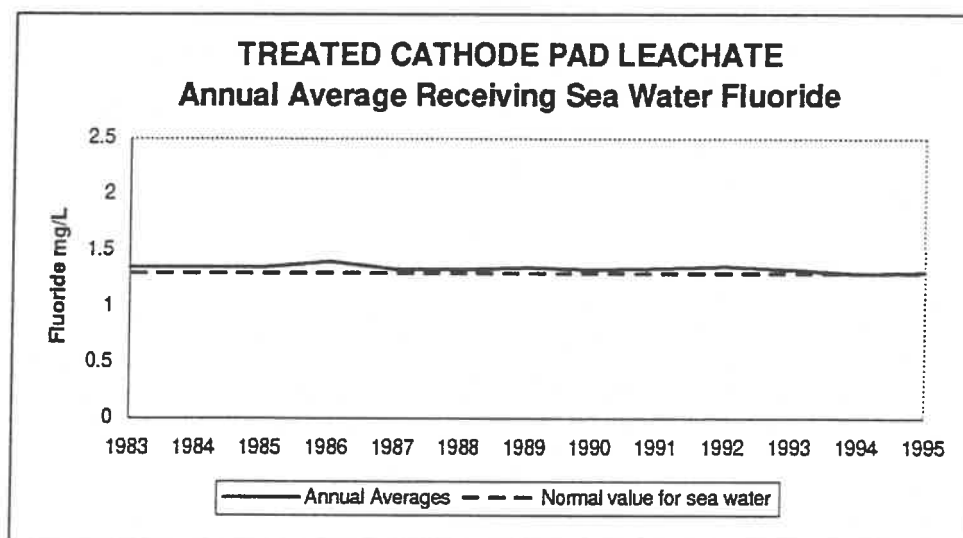 TREATED CATHODE PAD LEACHATE
Annual Average Receiving Sea Water Fluoride
2.5
2
1.5
1
0.5
0
Fluoride mg/L
1983 1984 1985 1986 1987 1988 1989 1990 1991 1992 1993 1994 1995
Annual Averages Normal value for sea water